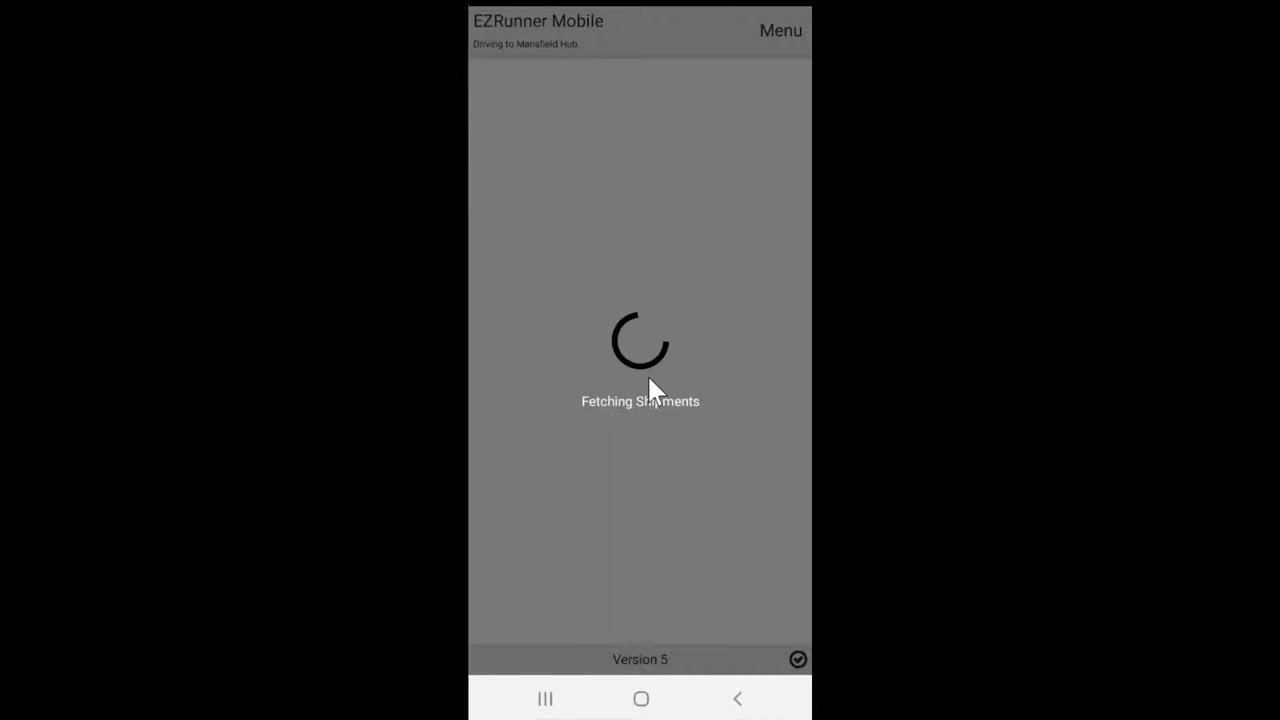 EZRunner Mobile
Menu
Driving to Mansfield Hub
Fetching Shipments
Version 5